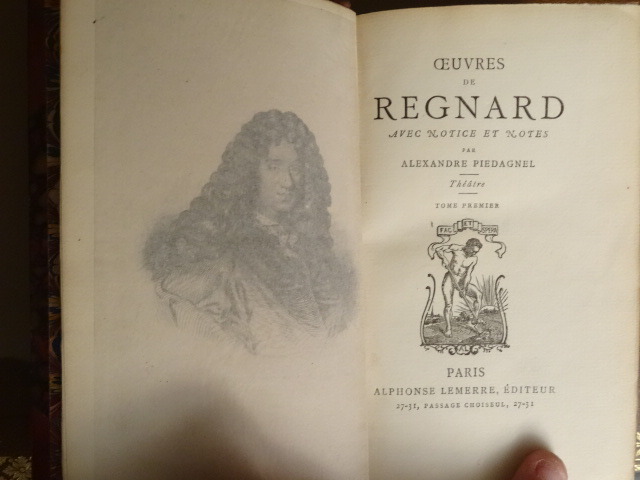 ŒUVRES
DE
REGNARD
AVEC NOTICE ET NOTES
PAR
ALEXANDRE PIEDAGNEL
Théâtre
TOME PREMIER
FAC ET SPERA
AL
PARIS
ALPHONSE LEMERRE, ÉDITEUR
27-31, PASSAGE CHOISEUL, 27-31